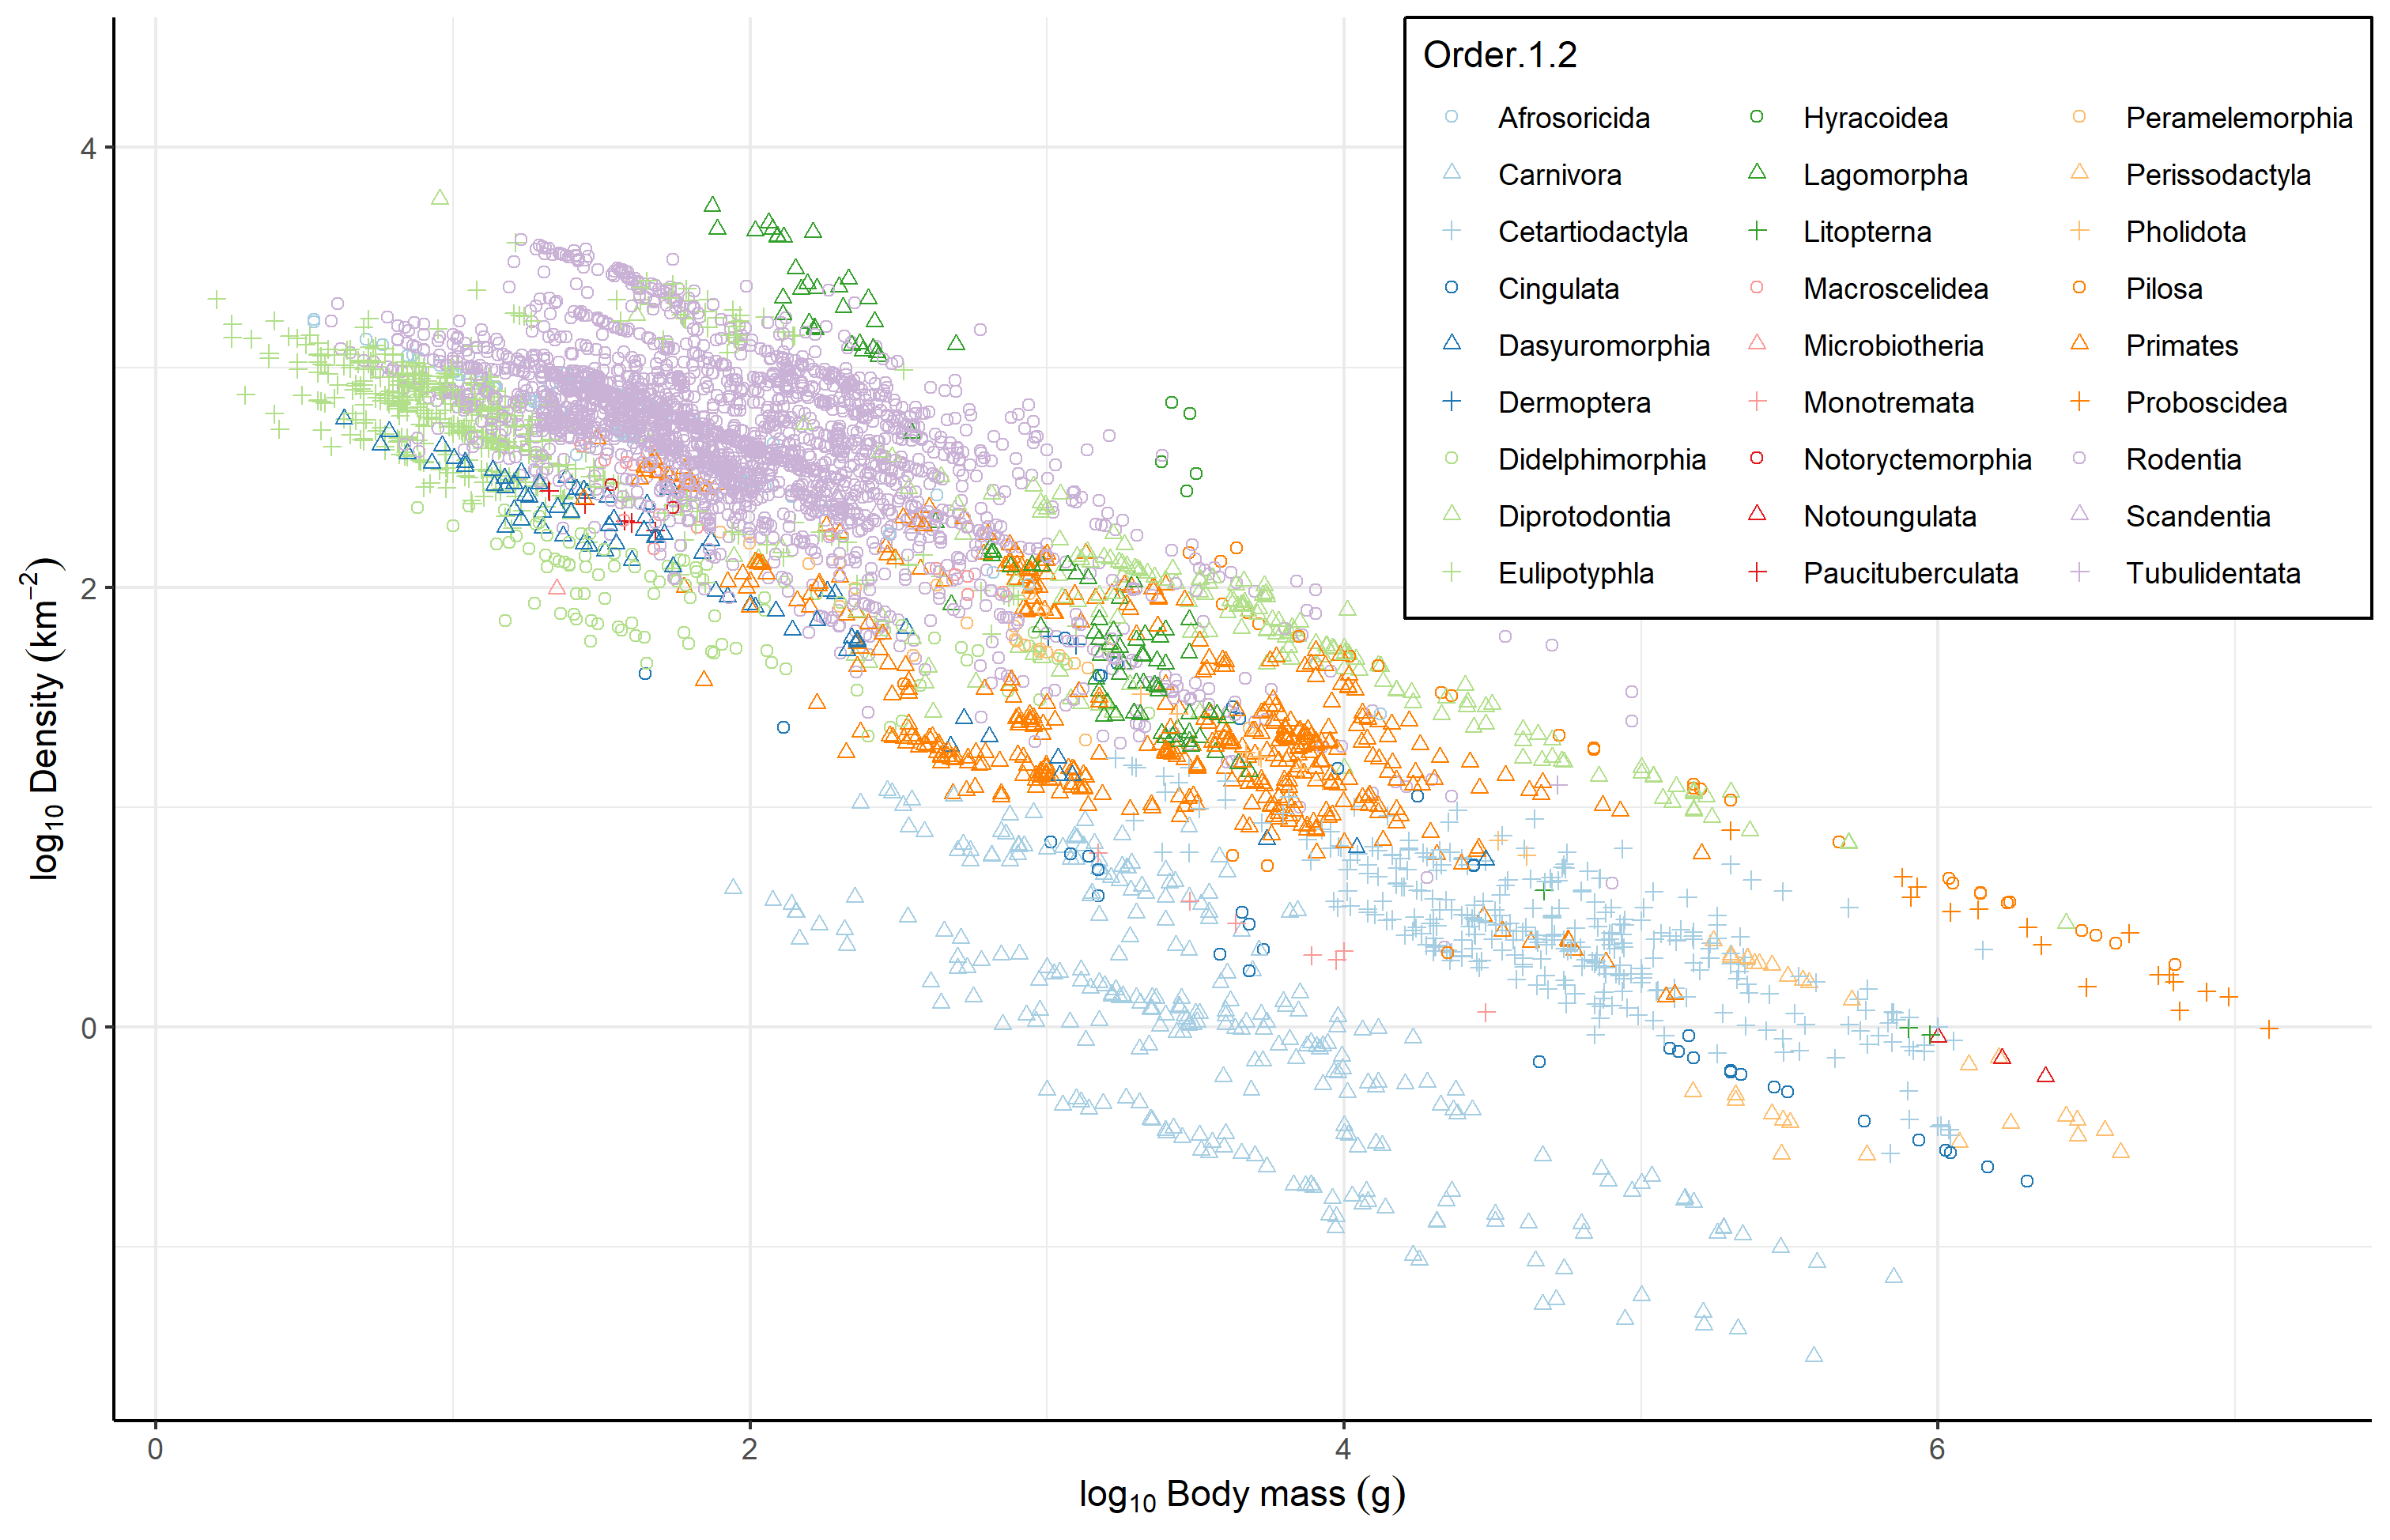 Order.1.2
Afrosoricida Hyracoidea Peramelemorphia
Carnivora Lagomorpha Perissodactyla
Cetartiodactyla Litopterna Pholidota
Cingulata Macroscelidea Pilosa
Dasyuromorphia Microbiotheria Primates
Dermoptera Monotremata Proboscidea
Didelphimorphia Notoryctemorphia Rodentia
Diprotodontia Notoungulata Scandentia
Eulipotyphla Paucituberculata Tubulidentata
4
2
0
log10 Density (km−2)
0 2 4 6
log10 Body mass (g)